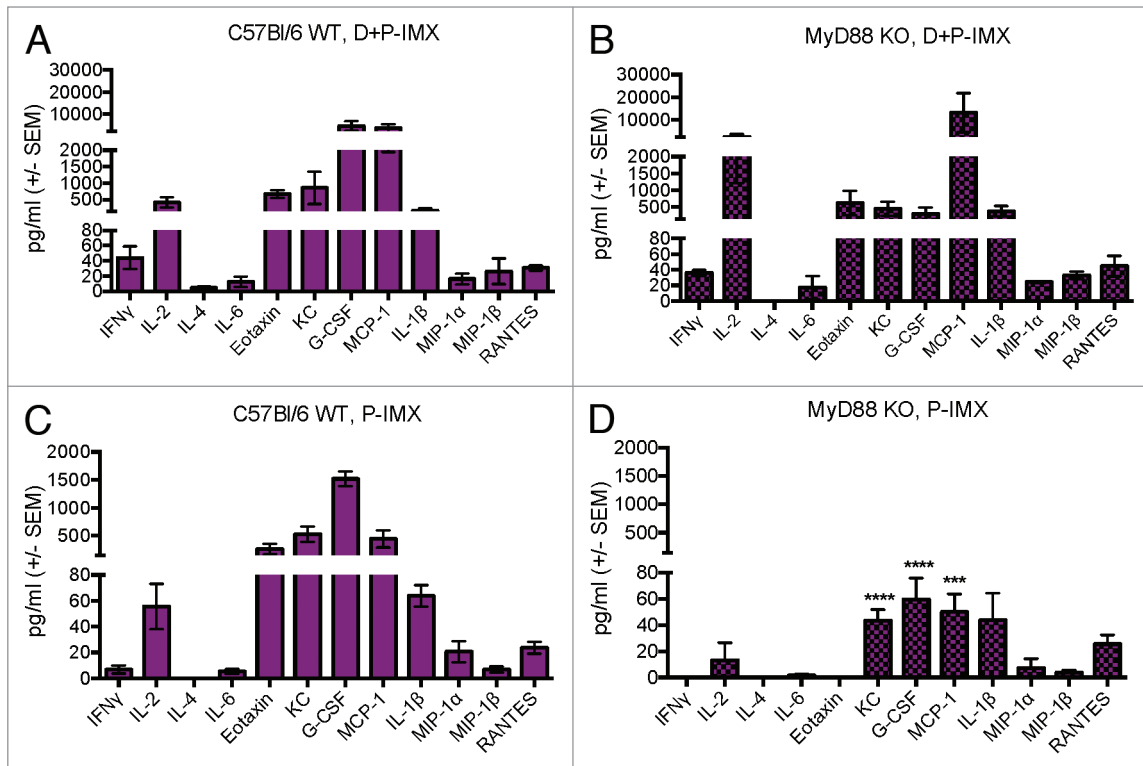 A
C57Bl/6 WT, D+P-IMX
pg/ml (+/- SEM)
30000
20000
10000
2000
1500
1000
500
80
60
40
20
0
IFNγ
IL-2
IL-4
IL-6
Eotaxin
KC
G-CSF
MCP-1
IL-1β
MIP-1α
MIP-1β
RANTES
B
MyD88 KO, D+P-IMX
pg/ml (+/- SEM)
30000
20000
10000
2000
1500
1000
500
80
60
40
20
0
IFNγ
IL-2
IL-4
IL-6
Eotaxin
KC
G-CSF
MCP-1
IL-1β
MIP-1α
MIP-1β
RANTES
C
C57Bl/6 WT, P-IMX
pg/ml (+/- SEM)
2000
1500
1000
500
80
60
40
20
0
IFNγ
IL-2
IL-4
IL-6
Eotaxin
KC
G-CSF
MCP-1
IL-1β
MIP-1α
MIP-1β
RANTES
D
MyD88 KO, P-IMX
pg/ml (+/- SEM)
2000
1500
1000
500
80
60
40
20
0
**** **** ***
IFNγ
IL-2
IL-4
IL-6
Eotaxin
KC
G-CSF
MCP-1
IL-1β
MIP-1α
MIP-1β
RANTES